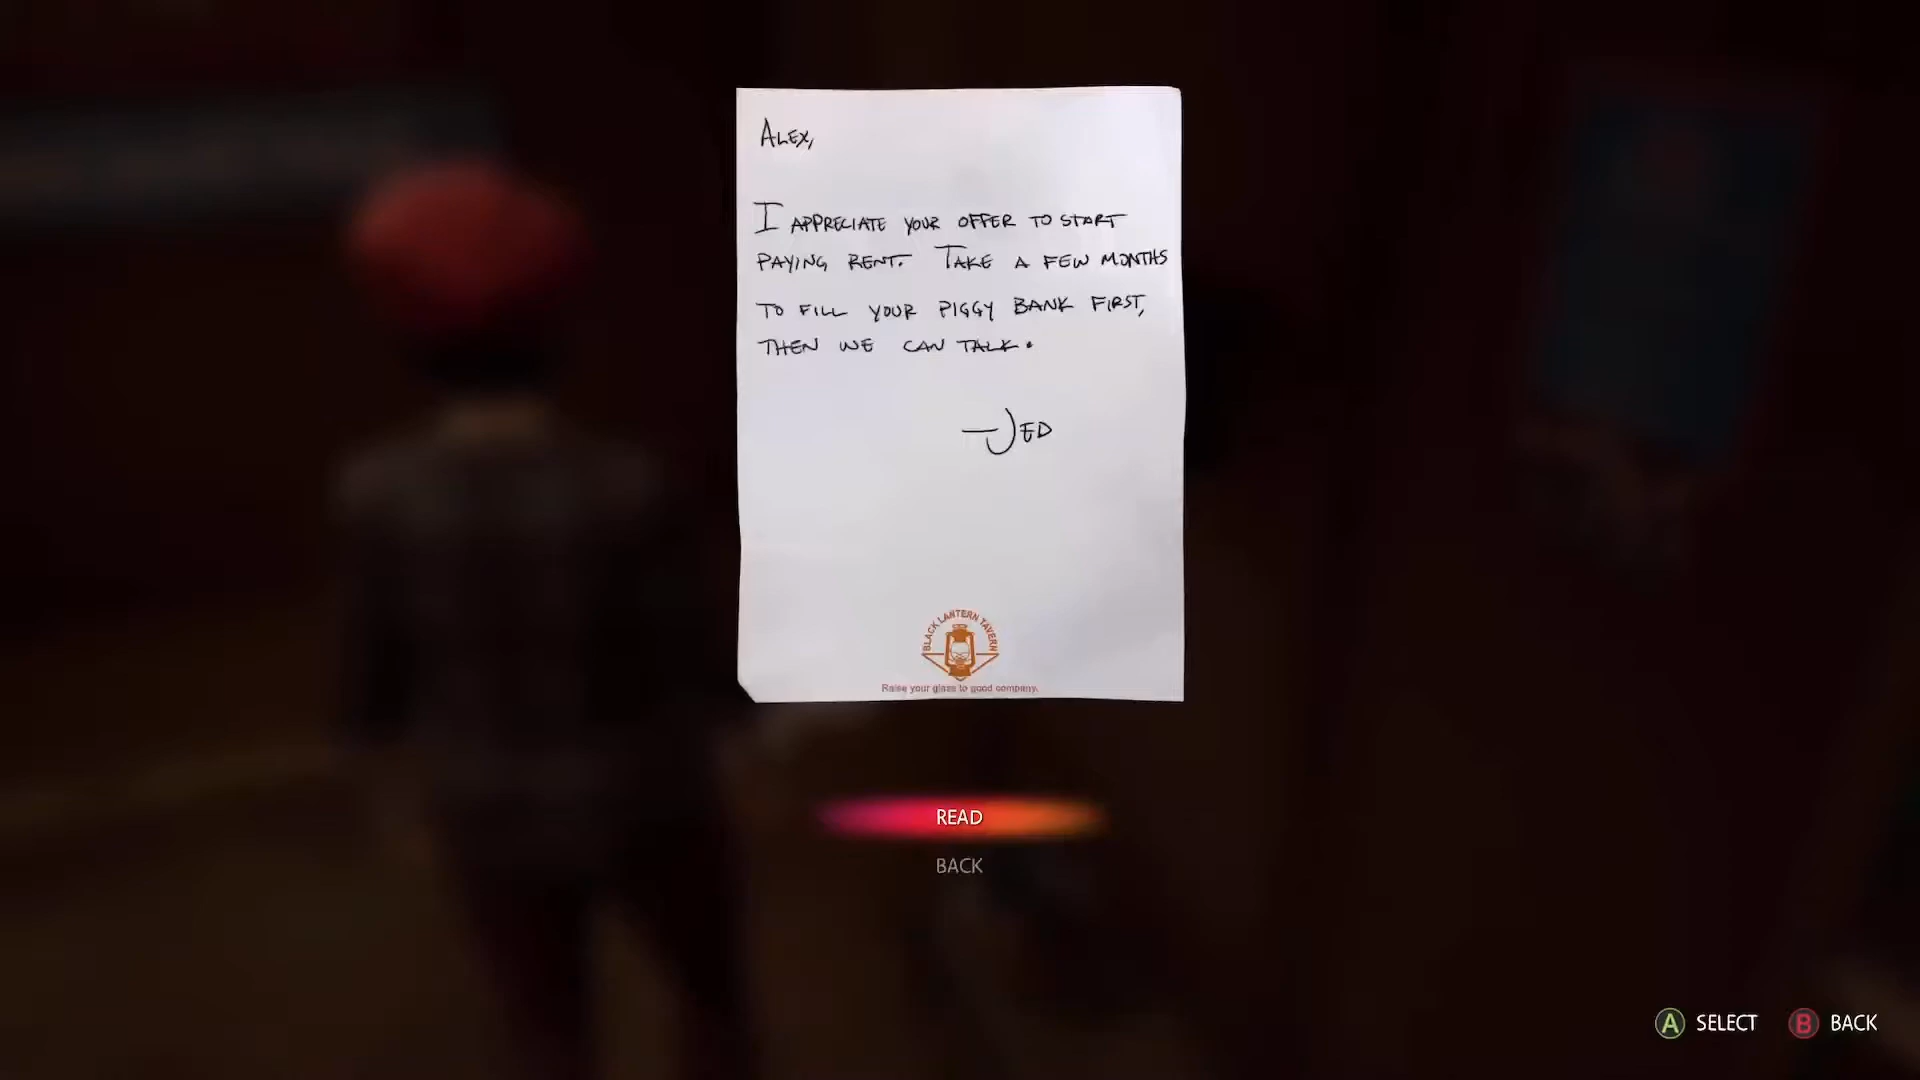 ALEX,
I APPRECIATE YOUR OFFER TO START
PAYING RENT. TAKE A FEW MONTHS
TO FILL YOUR PIGGY BANK FIRST,
THEN WE CAN TALK.
—JED
BLACK LANTERN TAVERN
Raise your glass to good company.
READ
BACK
A SELECT B BACK